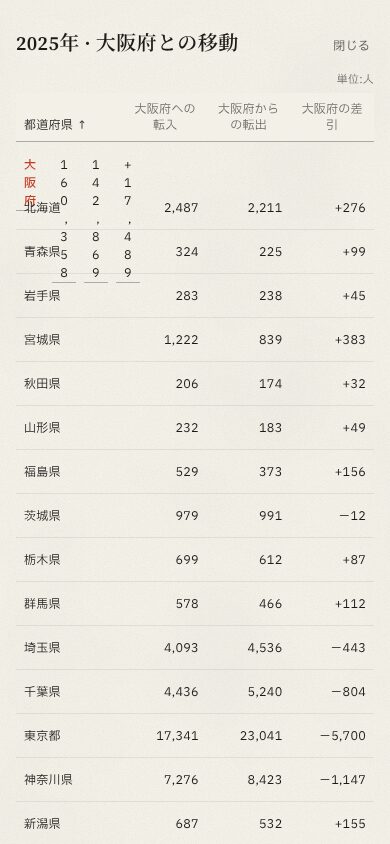 2025年・大阪府との移動
閉じる
単位:人
都道府県 ↑ 大阪府への転入 大阪府からの転出 大阪府の差引
大阪府 160,358 142,869 +17,489
北海道 2,487 2,211 +276
青森県 324 225 +99
岩手県 283 238 +45
宮城県 1,222 839 +383
秋田県 206 174 +32
山形県 232 183 +49
福島県 529 373 +156
茨城県 979 991 −12
栃木県 699 612 +87
群馬県 578 466 +112
埼玉県 4,093 4,536 −443
千葉県 4,436 5,240 −804
東京都 17,341 23,041 −5,700
神奈川県 7,276 8,423 −1,147
新潟県 687 532 +155